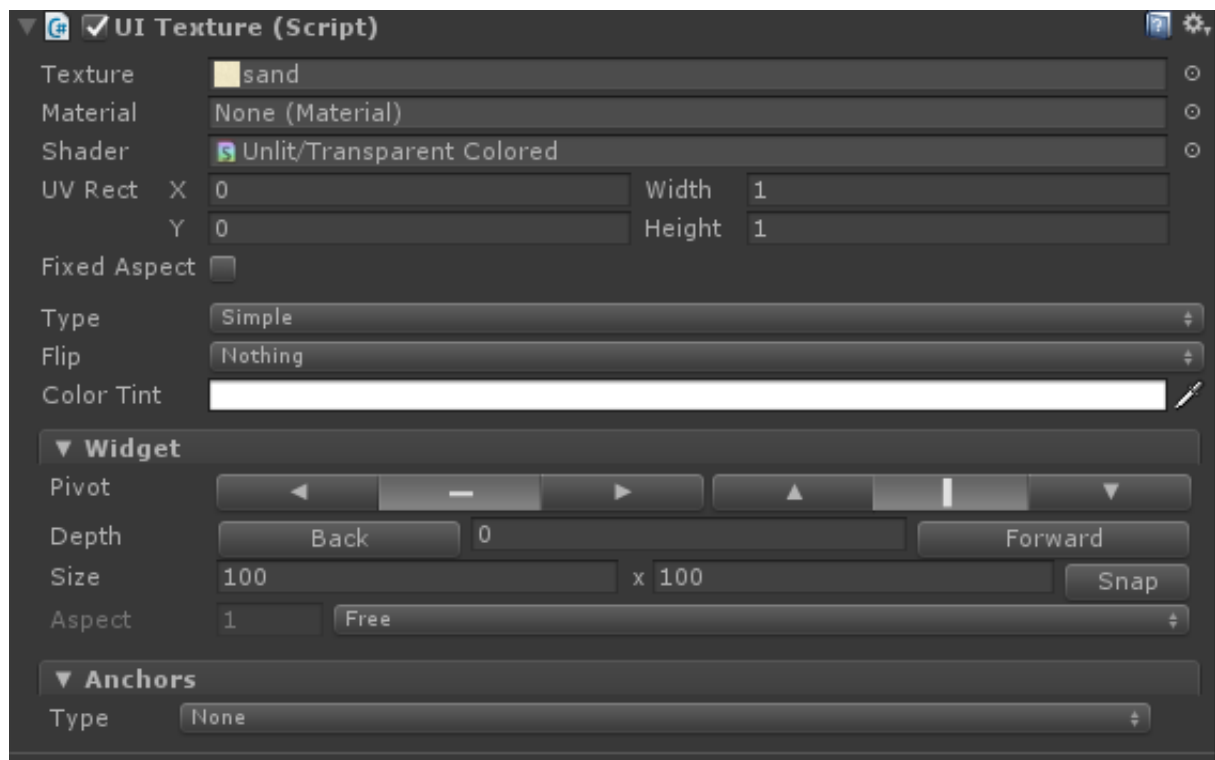 UI Texture (Script)
Texture sand
Material None (Material)
Shader Unlit/Transparent Colored
UV Rect X 0 Width 1
Y 0 Height 1
Fixed Aspect
Type Simple
Flip Nothing
Color Tint
Widget
Pivot
Depth Back 0 Forward
Size 100 x 100 Snap
Aspect 1 Free
Anchors
Type None